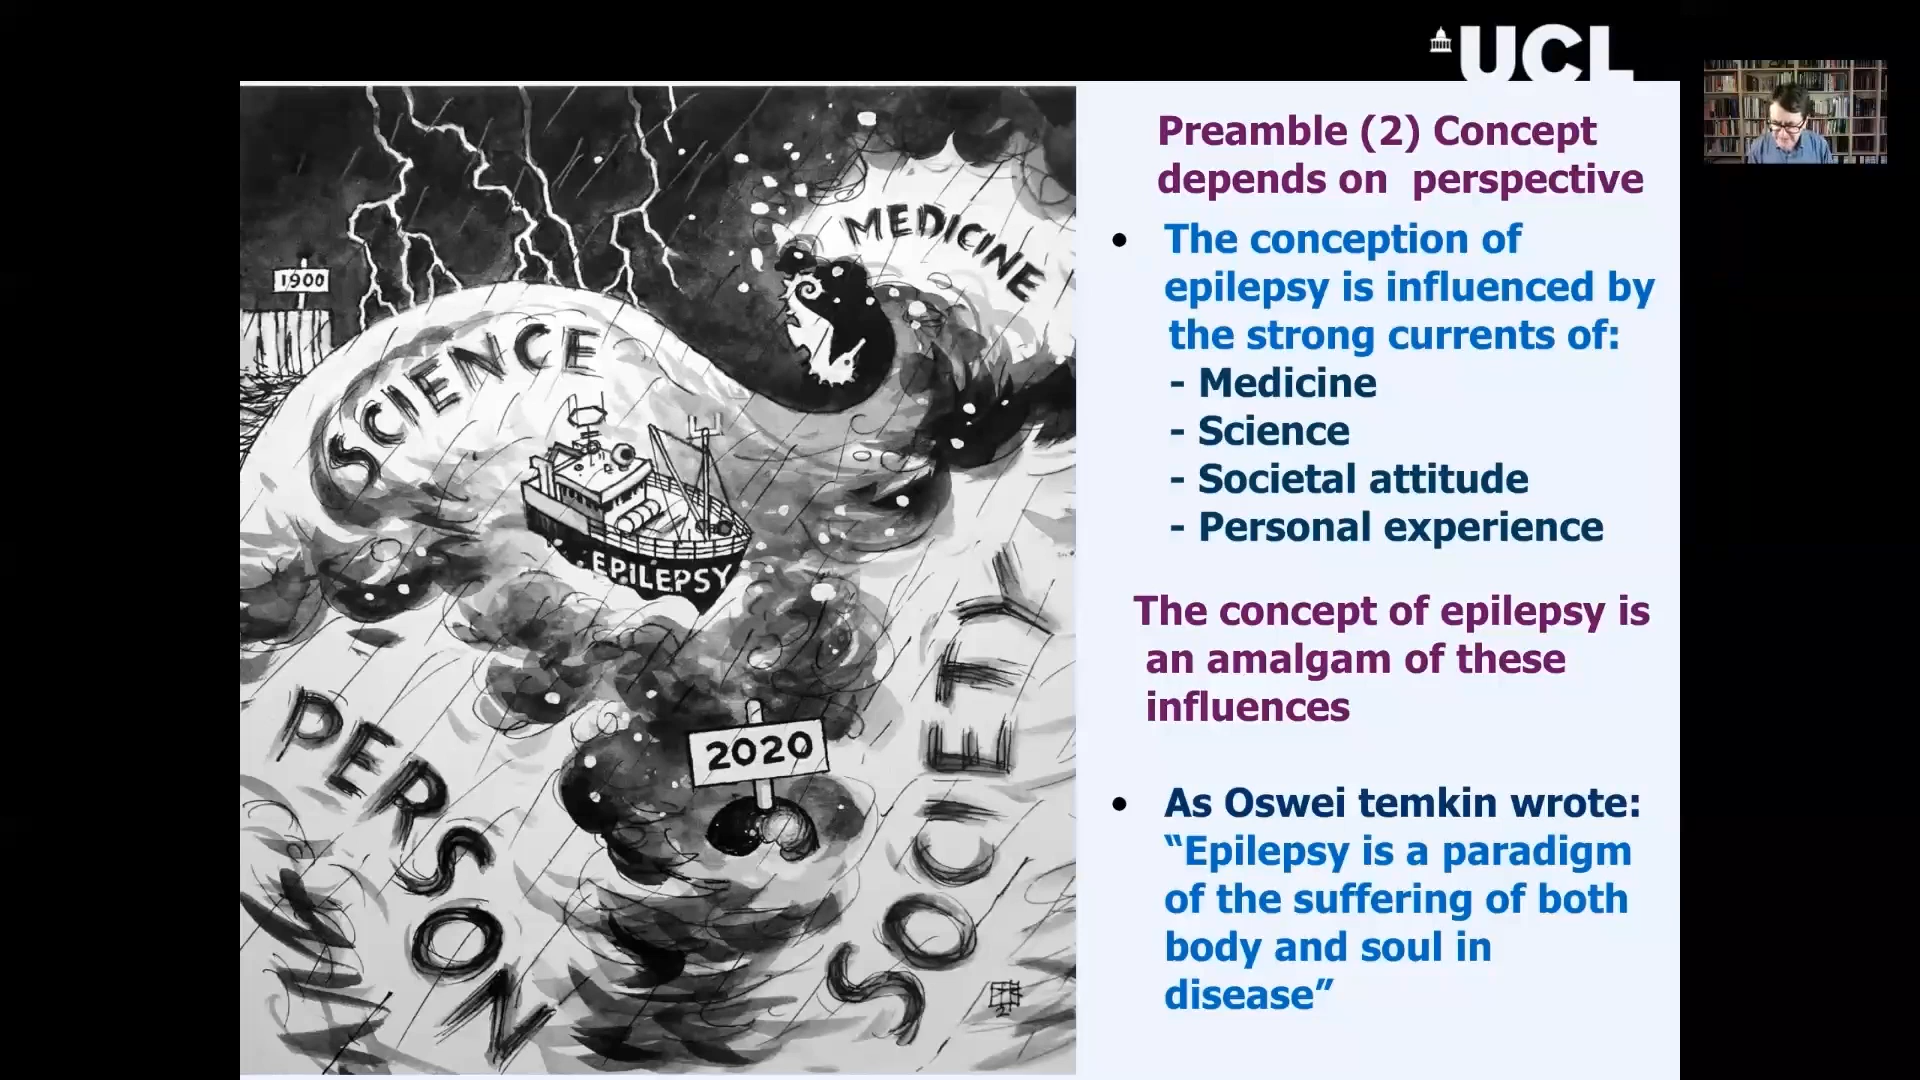 UCL
1900
SCIENCE
MEDICINE
EPILEPSY
PERSON
SOCIETY
2020
Preamble (2) Concept
depends on perspective
• The conception of
epilepsy is influenced by
the strong currents of:
- Medicine
- Science
- Societal attitude
- Personal experience
The concept of epilepsy is
an amalgam of these
influences
• As Oswei temkin wrote:
“Epilepsy is a paradigm
of the suffering of both
body and soul in
disease”